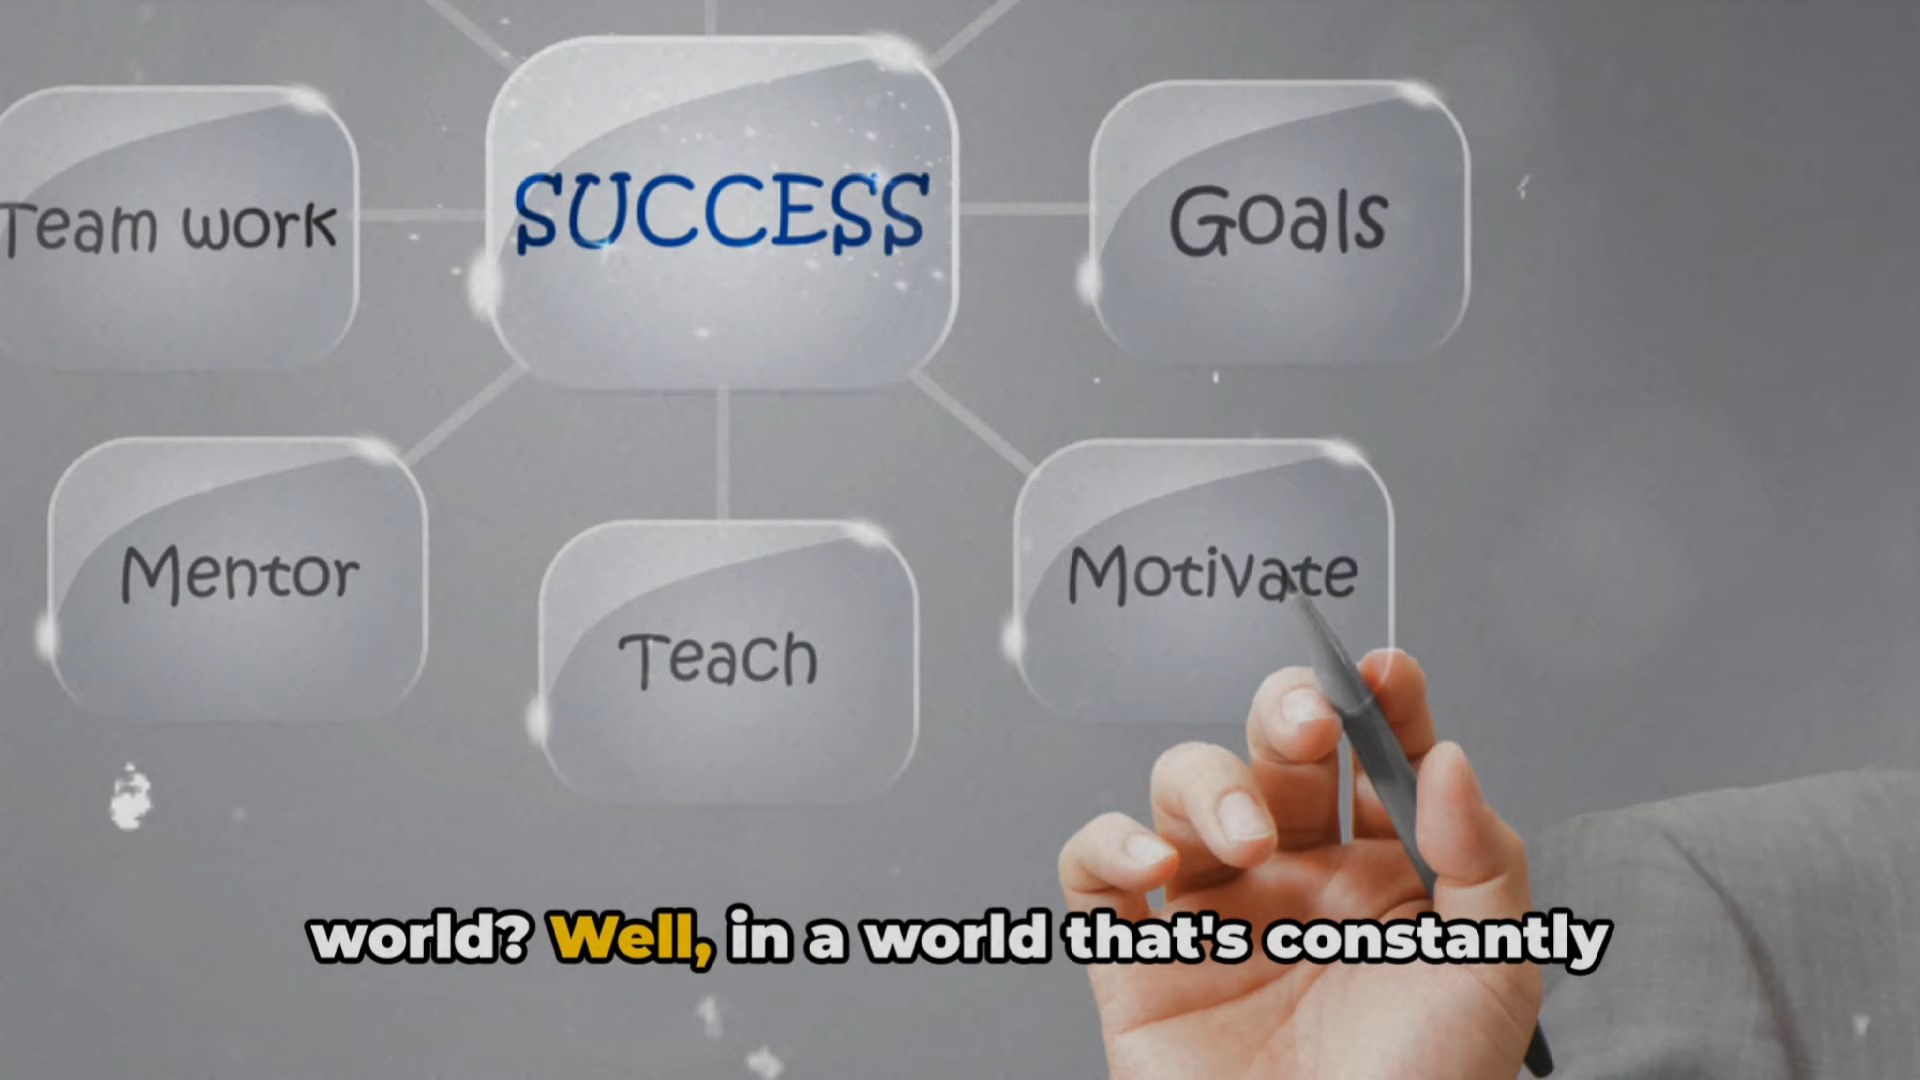 Team work
SUCCESS
Goals
Mentor
Teach
Motivate
world? Well, in a world that's constantly